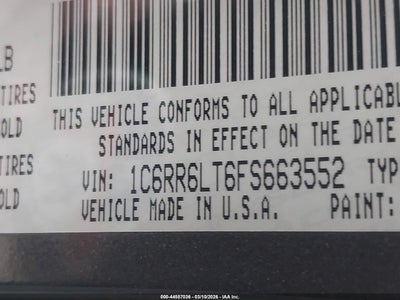 LB
TIRES
OLD
THIS VEHICLE CONFORMS TO ALL APPLICABL
STANDARDS IN EFFECT ON THE DATE
TIRES
OLD
VIN: 1C6RR6LT6FS663552 TYP
VEHICLE MADE IN U.S.A. PAINT:
000-44557036 - 03/10/2026 - IAA Inc.